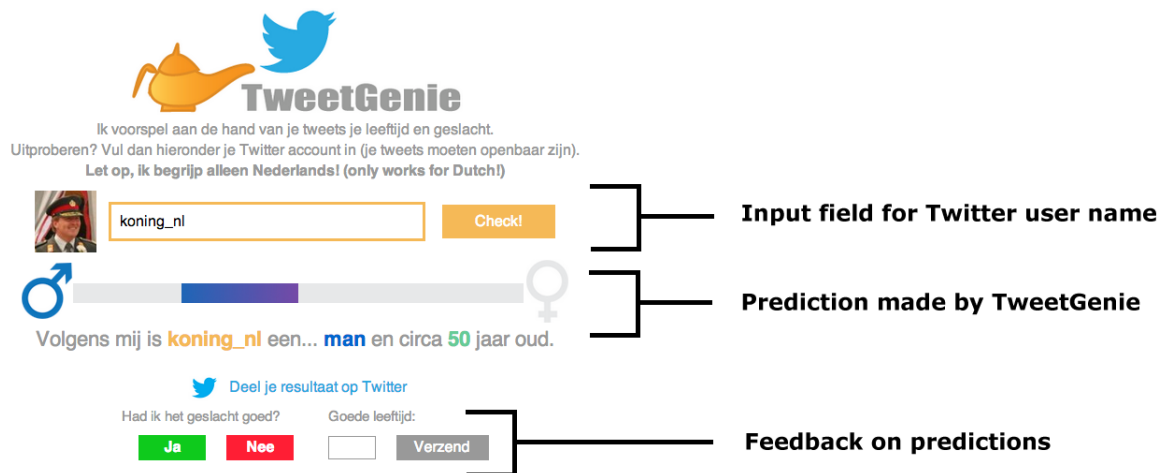 TweetGenie
Ik voorspel aan de hand van je tweets je leeftijd en geslacht.
Uitproberen? Vul dan hieronder je Twitter account in (je tweets moeten openbaar zijn).
Let op, ik begrijp alleen Nederlands! (only works for Dutch!)
koning_nl
Check!
Input field for Twitter user name
Prediction made by TweetGenie
Volgens mij is koning_nl een... man en circa 50 jaar oud.
Deel je resultaat op Twitter
Had ik het geslacht goed? Goede leeftijd:
Ja Nee Verzend
Feedback on predictions